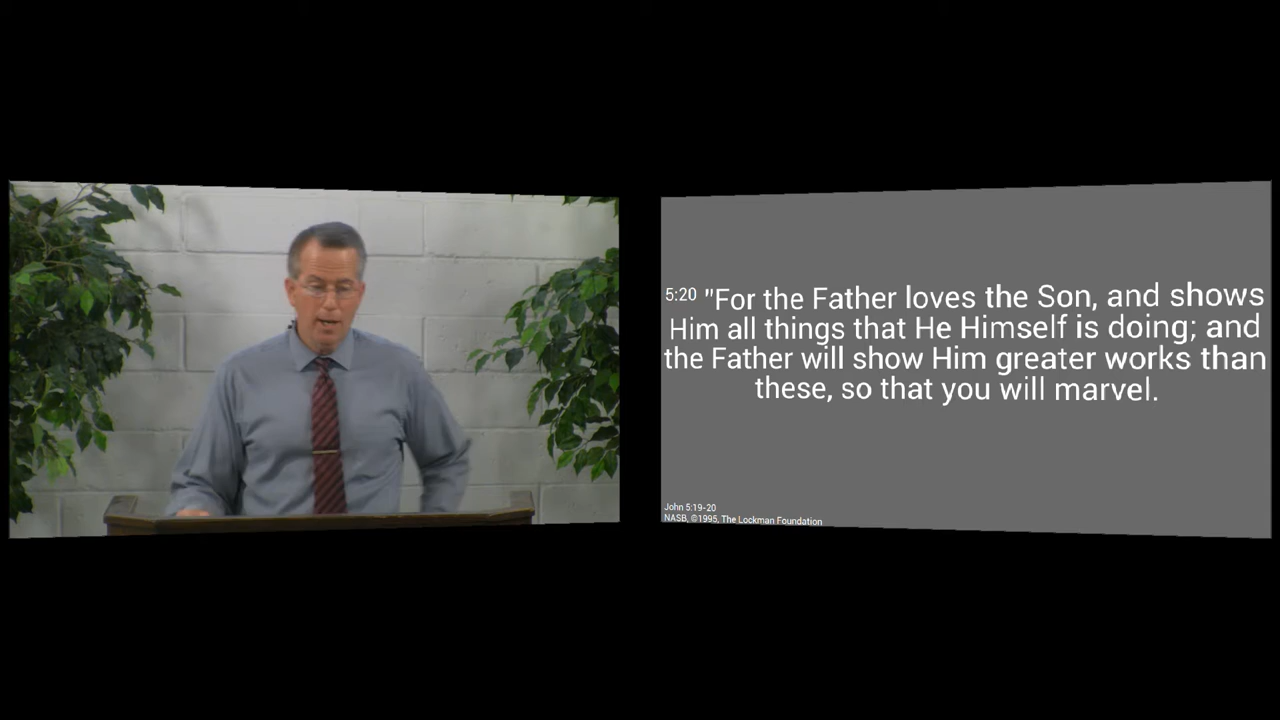 5:20 "For the Father loves the Son, and shows
Him all things that He Himself is doing; and
the Father will show Him greater works than
these, so that you will marvel.
John 5:19-20
NASB, ©1995, The Lockman Foundation